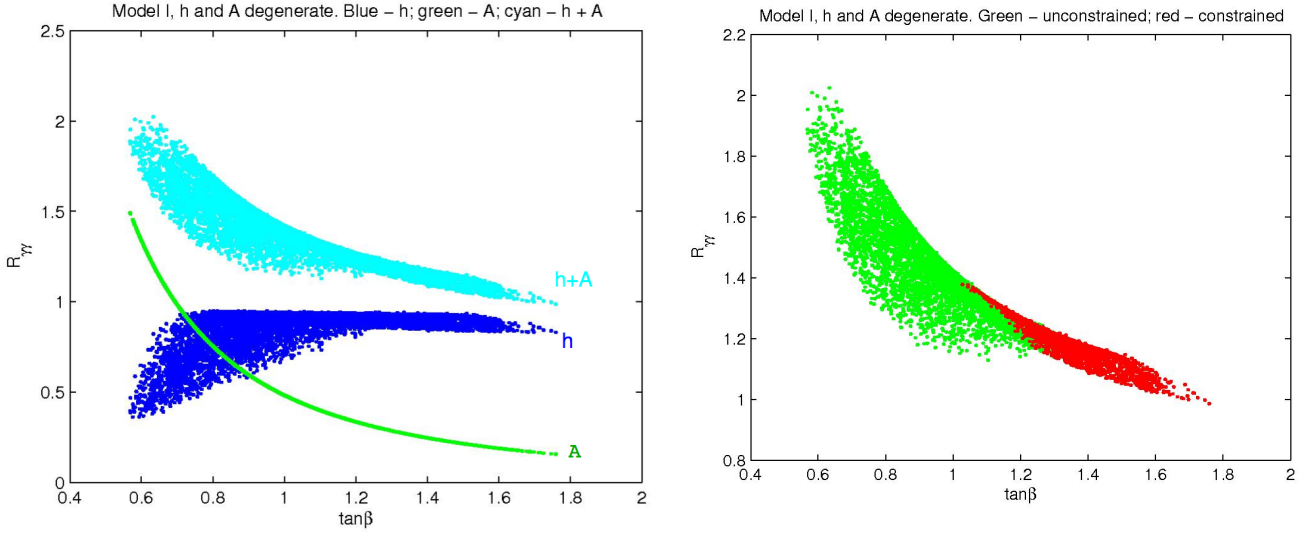 Model I, h and A degenerate. Blue − h; green − A; cyan − h + A
2.5
2
1.5
1
0.5
0
R_γγ
h+A
h
A
0.4 0.6 0.8 1 1.2 1.4 1.6 1.8 2
tanβ
Model I, h and A degenerate. Green − unconstrained; red − constrained
2.2
2
1.8
1.6
1.4
1.2
1
0.8
R_γγ
0.4 0.6 0.8 1 1.2 1.4 1.6 1.8 2
tanβ